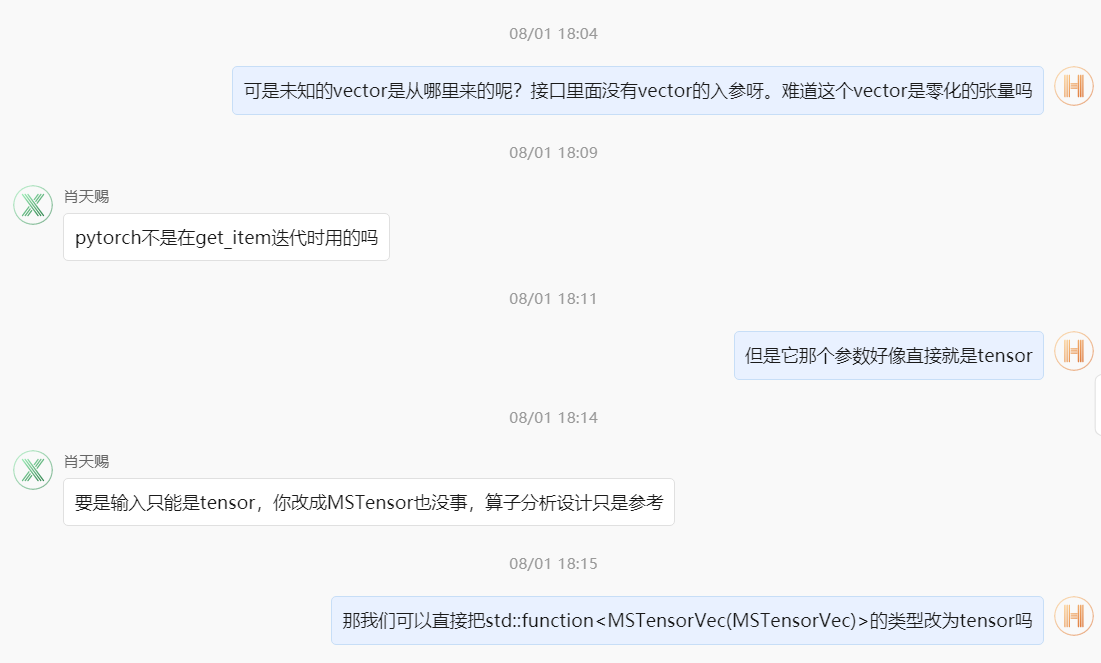 08/01 18:04
可是未知的vector是从哪里来的呢？接口里面没有vector的入参呀。难道这个vector是零化的张量吗
08/01 18:09
肖天赐
pytorch不是在get_item迭代时用的吗
08/01 18:11
但是它那个参数好像直接就是tensor
08/01 18:14
肖天赐
要是输入只能是tensor，你改成MSTensor也没事，算子分析设计只是参考
08/01 18:15
那我们可以直接把std::function<MSTensorVec(MSTensorVec)>的类型改为tensor吗